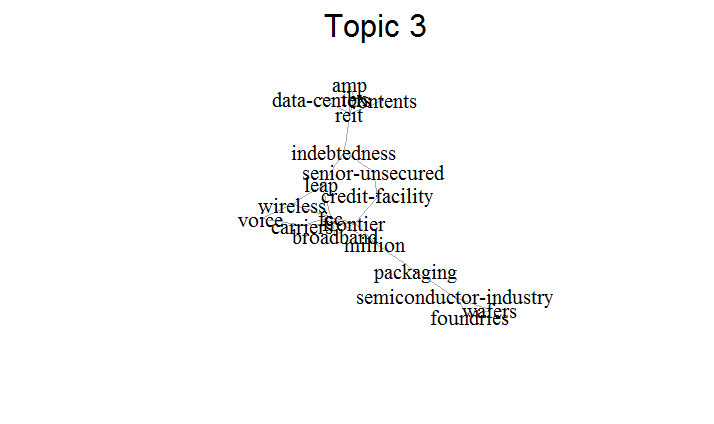 Topic 3
amp
data-centers
contents
reit
indebtedness
senior-unsecured
leap
credit-facility
wireless
voice
fcc
frontier
carriers
broadband
million
packaging
semiconductor-industry
wafers
foundries